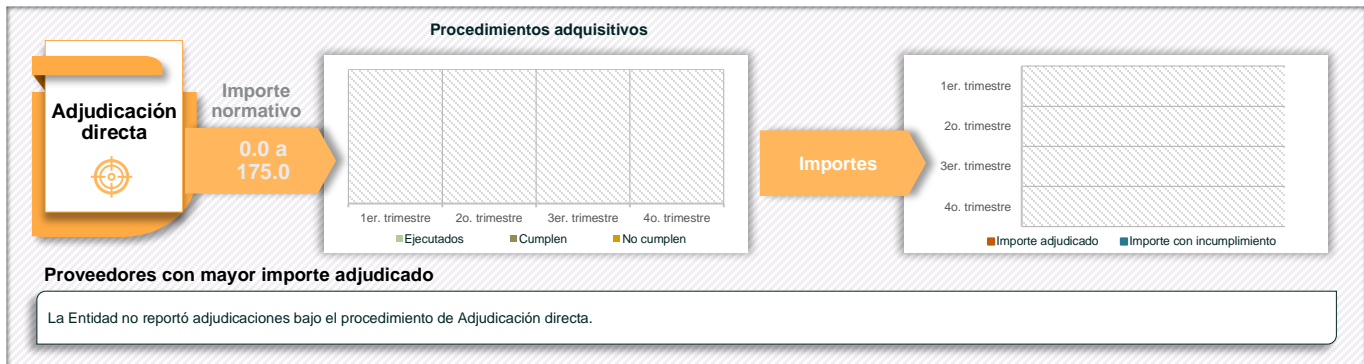 Procedimientos adquisitivos
Adjudicación
directa
Importe
normativo
0.0 a
175.0
1er. trimestre 2o. trimestre 3er. trimestre 4o. trimestre
Ejecutados Cumplen No cumplen
Importes
1er. trimestre
2o. trimestre
3er. trimestre
4o. trimestre
Importe adjudicado Importe con incumplimiento
Proveedores con mayor importe adjudicado
La Entidad no reportó adjudicaciones bajo el procedimiento de Adjudicación directa.